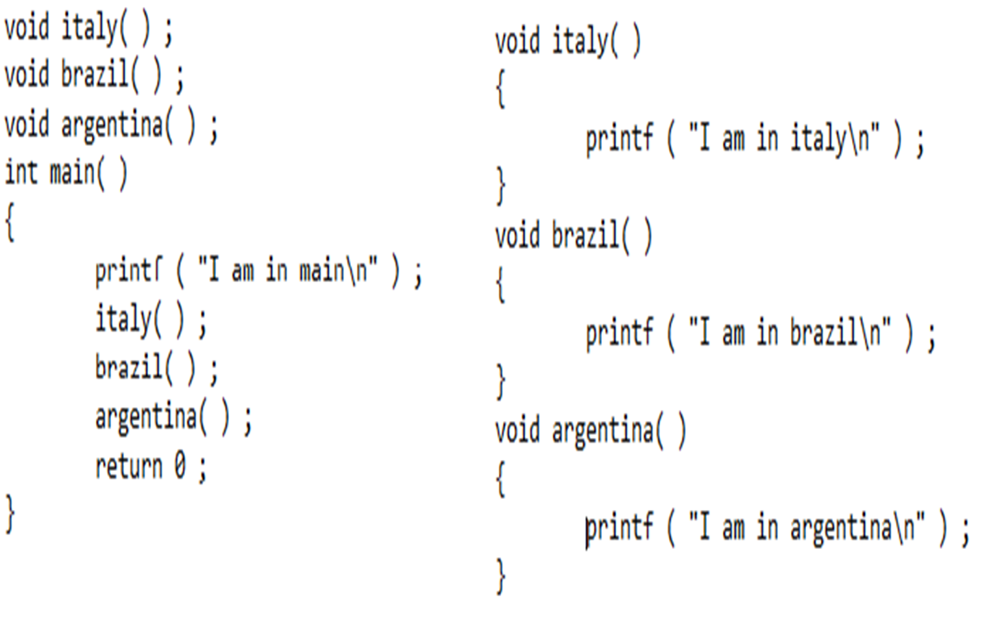 void italy( ) ;
void brazil( ) ;
void argentina( ) ;
int main( )
{
printf ( "I am in main\n" ) ;
italy( ) ;
brazil( ) ;
argentina( ) ;
return 0 ;
}
void italy( )
{
printf ( "I am in italy\n" ) ;
}
void brazil( )
{
printf ( "I am in brazil\n" ) ;
}
void argentina( )
{
printf ( "I am in argentina\n" ) ;
}